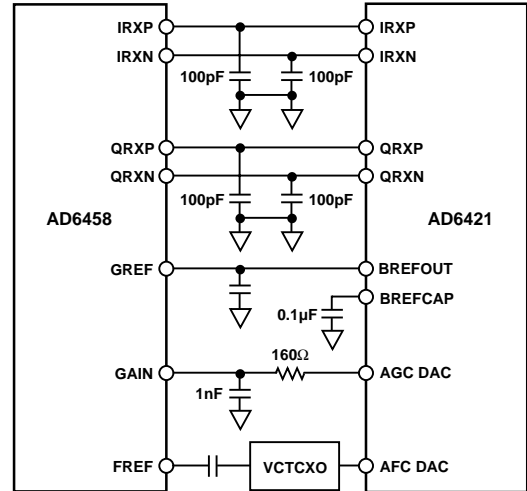 IRXP IRXP
IRXN IRXN
100pF 100pF
QRXP QRXP
QRXN QRXN
100pF 100pF
AD6458 AD6421
GREF BREFOUT
BREFCAP
0.1µF
160Ω
GAIN AGC DAC
1nF
FREF VCTCXO AFC DAC